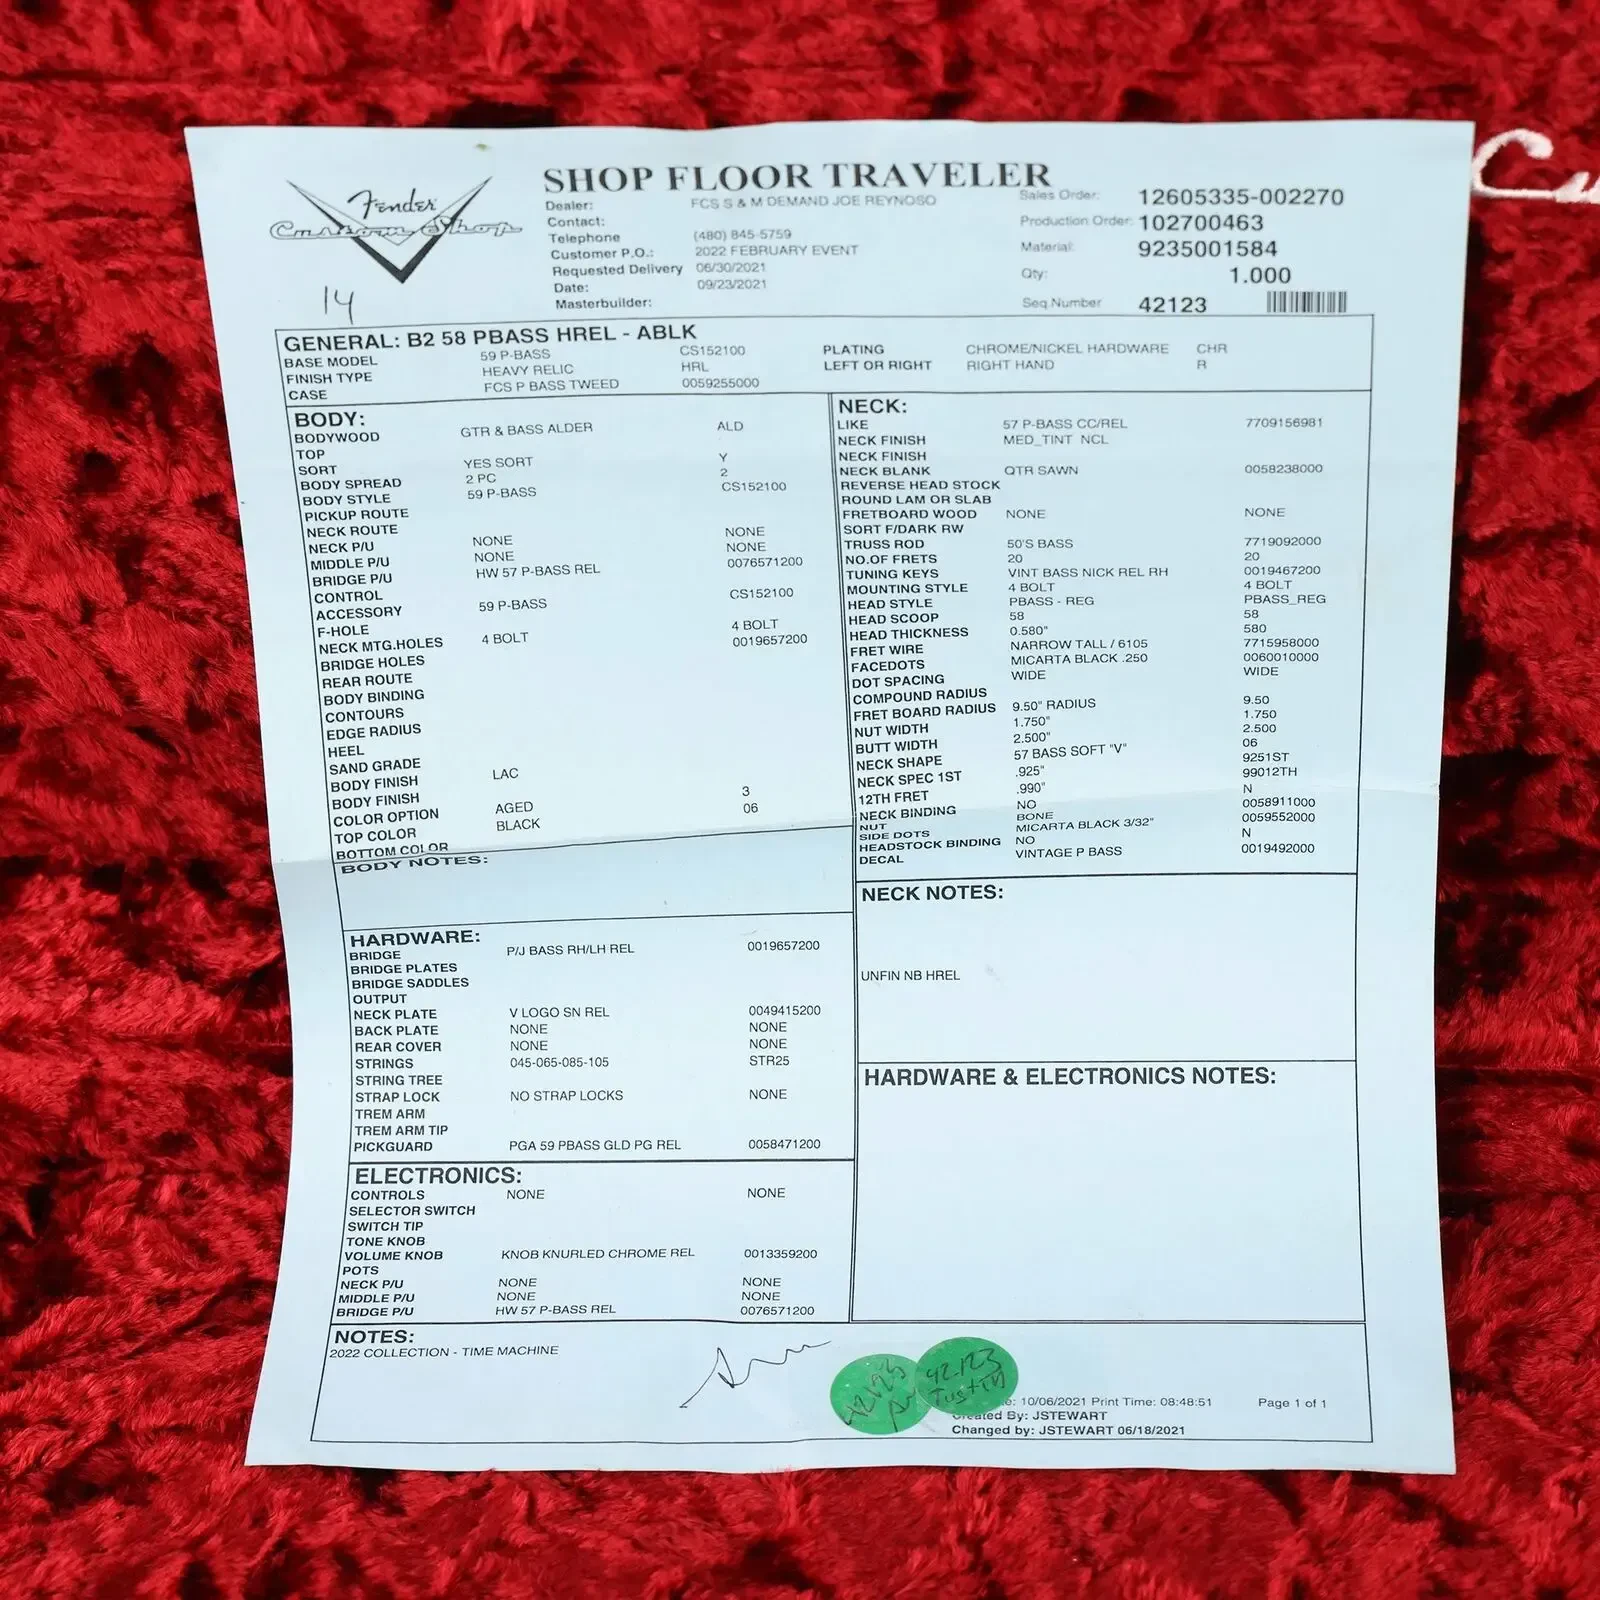 Cu
SHOP FLOOR TRAVELER
Fender
Custom Shop
14
Dealer: FCS S & M DEMAND JOE REYNOSO
Contact:
Telephone (480) 845-5759
Customer P.O.: 2022 FEBRUARY EVENT
Requested Delivery 06/30/2021
Date: 09/23/2021
Masterbuilder:
Sales Order: 12605335-002270
Production Order: 102700463
Material: 9235001584
Qty: 1.000
Seq.Number 42123
GENERAL: B2 58 PBASS HREL - ABLK
BASE MODEL 59 P-BASS CS152100 PLATING CHROME/NICKEL HARDWARE CHR
FINISH TYPE HEAVY RELIC HRL LEFT OR RIGHT RIGHT HAND R
CASE FCS P BASS TWEED 0059255000
BODY:
BODYWOOD GTR & BASS ALDER ALD
TOP
SORT YES SORT Y
BODY SPREAD 2 PC 2
BODY STYLE 59 P-BASS CS152100
PICKUP ROUTE
NECK ROUTE
NECK P/U NONE NONE
MIDDLE P/U NONE NONE
BRIDGE P/U HW 57 P-BASS REL 0076571200
CONTROL
ACCESSORY 59 P-BASS CS152100
F-HOLE
NECK MTG.HOLES 4 BOLT 4 BOLT
BRIDGE HOLES 0019657200
REAR ROUTE
BODY BINDING
CONTOURS
EDGE RADIUS
HEEL
SAND GRADE
BODY FINISH LAC
BODY FINISH
COLOR OPTION AGED 3
TOP COLOR BLACK 06
BOTTOM COLOR
BODY NOTES:
HARDWARE:
BRIDGE P/J BASS RH/LH REL 0019657200
BRIDGE PLATES
BRIDGE SADDLES
OUTPUT
NECK PLATE V LOGO SN REL 0049415200
BACK PLATE NONE NONE
REAR COVER NONE NONE
STRINGS 045-065-085-105 STR25
STRING TREE
STRAP LOCK NO STRAP LOCKS NONE
TREM ARM
TREM ARM TIP
PICKGUARD PGA 59 PBASS GLD PG REL 0058471200
ELECTRONICS:
CONTROLS NONE NONE
SELECTOR SWITCH
SWITCH TIP
TONE KNOB
VOLUME KNOB KNOB KNURLED CHROME REL 0013359200
POTS
NECK P/U NONE NONE
MIDDLE P/U NONE NONE
BRIDGE P/U HW 57 P-BASS REL 0076571200
NECK:
LIKE 57 P-BASS CC/REL 7709156981
NECK FINISH MED_TINT NCL
NECK FINISH
NECK BLANK QTR SAWN 0058238000
REVERSE HEAD STOCK
ROUND LAM OR SLAB
FRETBOARD WOOD NONE NONE
SORT F/DARK RW
TRUSS ROD 50'S BASS 7719092000
NO.OF FRETS 20 20
TUNING KEYS VINT BASS NICK REL RH 0019467200
MOUNTING STYLE 4 BOLT 4 BOLT
HEAD STYLE PBASS - REG PBASS_REG
HEAD SCOOP 58 58
HEAD THICKNESS 0.580" 580
FRET WIRE NARROW TALL / 6105 7715958000
FACEDOTS MICARTA BLACK .250 0060010000
DOT SPACING WIDE WIDE
COMPOUND RADIUS
FRET BOARD RADIUS 9.50" RADIUS 9.50
NUT WIDTH 1.750" 1.750
BUTT WIDTH 2.500" 2.500
NECK SHAPE 57 BASS SOFT "V" 06
NECK SPEC 1ST .925" 9251ST
12TH FRET .990" 99012TH
NECK BINDING NO N
NUT BONE 0058911000
SIDE DOTS MICARTA BLACK 3/32" 0059552000
HEADSTOCK BINDING NO N
DECAL VINTAGE P BASS 0019492000
NECK NOTES:
UNFIN NB HREL
HARDWARE & ELECTRONICS NOTES:
NOTES:
2022 COLLECTION - TIME MACHINE
42123
42.123
Justin
e: 10/06/2021 Print Time: 08:48:51 Page 1 of 1
Created By: JSTEWART
Changed by: JSTEWART 06/18/2021